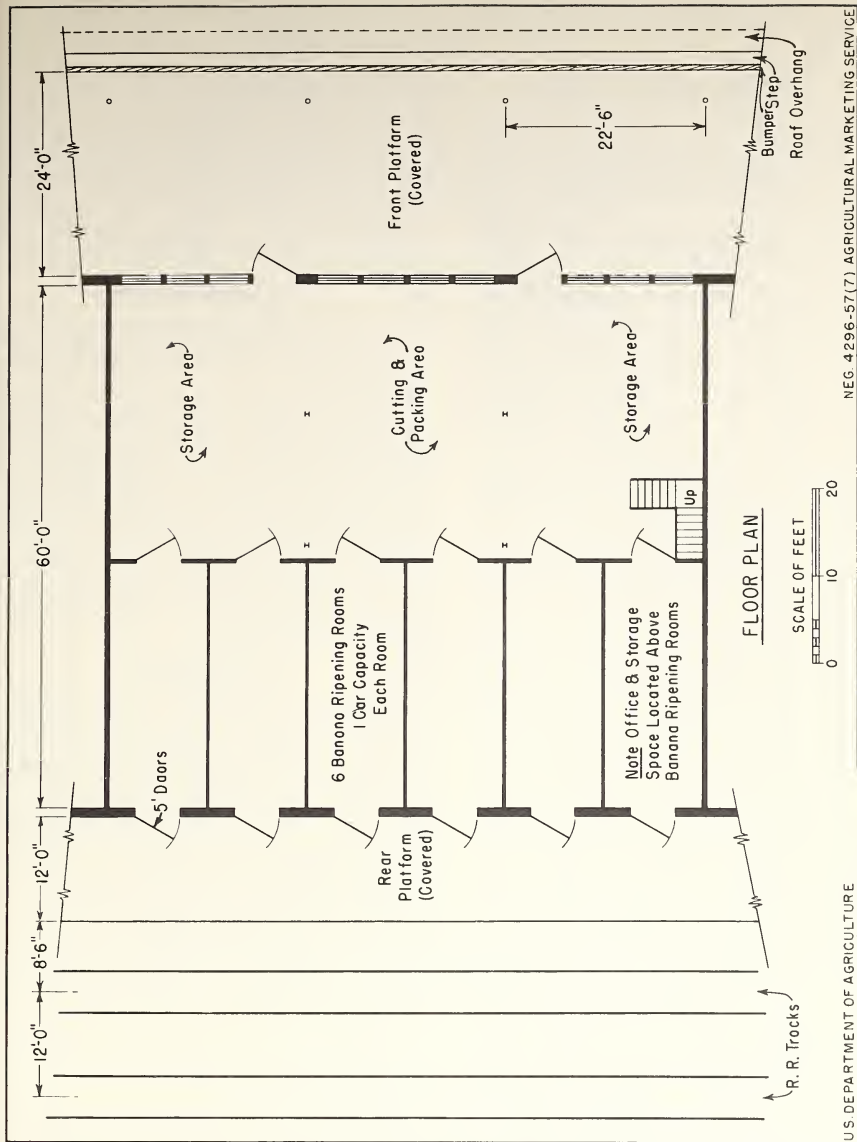 24'-0"
60'-0"
12'-0"
8'-6"
12'-0"
Front Platform
(Covered)
22'-6"
Bumper
Step
Roof Overhang
Storage Area
Cutting &
Packing Area
Storage Area
Up
6 Banana Ripening Rooms
1 Car Capacity
Each Room
Note Office & Storage
Space Located Above
Banana Ripening Rooms
5' Doors
Rear
Platform
(Covered)
R. R. Tracks
FLOOR PLAN
SCALE OF FEET
0 10 20
U.S. DEPARTMENT OF AGRICULTURE
NEG. 4296-57(7) AGRICULTURAL MARKETING SERVICE